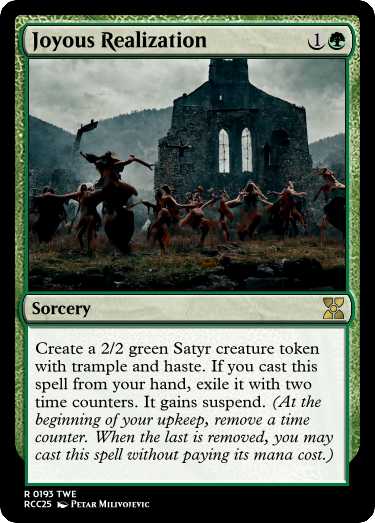 Joyous Realization 1
Sorcery
Create a 2/2 green Satyr creature token
with trample and haste. If you cast this
spell from your hand, exile it with two
time counters. It gains suspend. (At the
beginning of your upkeep, remove a time
counter. When the last is removed, you may
cast this spell without paying its mana cost.)
R 0193 TWE
RCC25 Petar Milivojevic